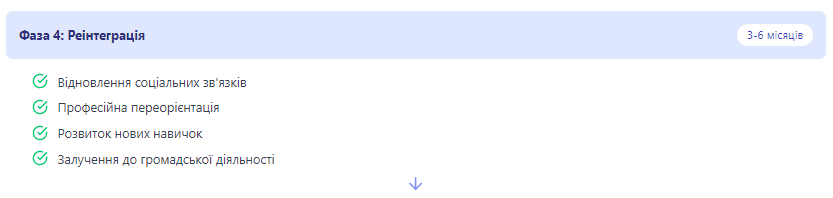 Фаза 4: Реінтеграція
3-6 місяців
Відновлення соціальних зв'язків
Професійна переорієнтація
Розвиток нових навичок
Залучення до громадської діяльності